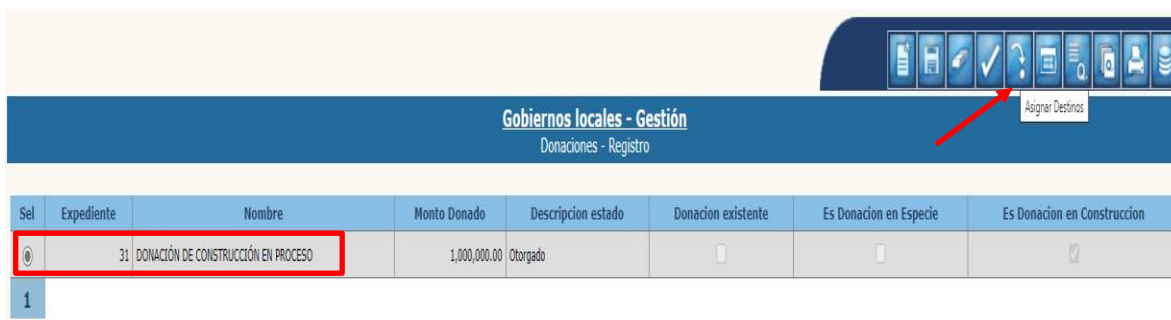 Asignar Destinos
Gobiernos locales - Gestión
Donaciones - Registro
Sel Expediente Nombre Monto Donado Descripcion estado Donacion existente Es Donacion en Especie Es Donacion en Construccion
31 DONACIÓN DE CONSTRUCCIÓN EN PROCESO 1,000,000.00 Otorgado
1